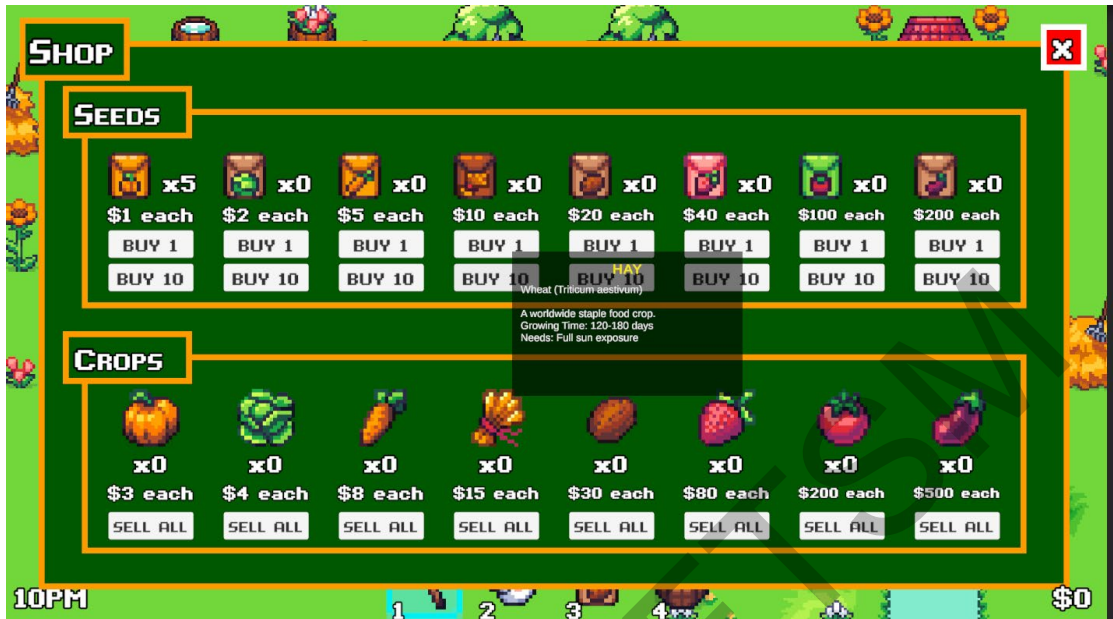 SHOP
X
SEEDS
x5 x0 x0 x0 x0 x0 x0 x0
$1 each $2 each $5 each $10 each $20 each $40 each $100 each $200 each
BUY 1 BUY 1 BUY 1 BUY 1 BUY 1 BUY 1 BUY 1 BUY 1
BUY 10 BUY 10 BUY 10 BUY 10 BUY 10 BUY 10 BUY 10 BUY 10
HAY
Wheat (Triticum aestivum)
A worldwide staple food crop.
Growing Time: 120-180 days
Needs: Full sun exposure
CROPS
x0 x0 x0 x0 x0 x0 x0 x0
$3 each $4 each $8 each $15 each $30 each $80 each $200 each $500 each
SELL ALL SELL ALL SELL ALL SELL ALL SELL ALL SELL ALL SELL ALL SELL ALL
10PM 1 2 3 4 $0